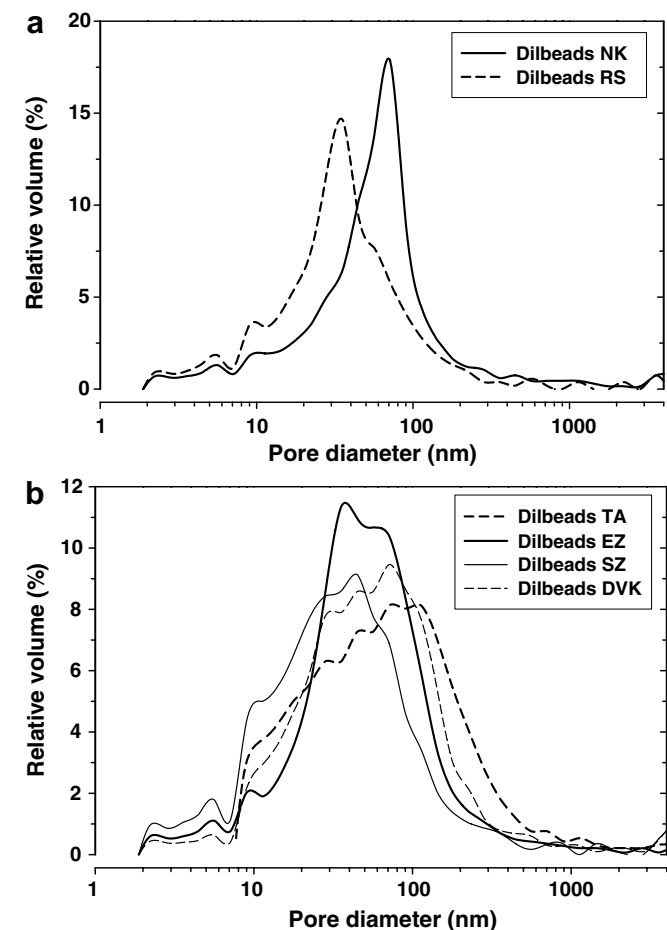 a
20
15
10
5
0
Relative volume (%)
Dilbeads NK
Dilbeads RS
1 10 100 1000
Pore diameter (nm)
b
12
10
8
6
4
2
0
Relative volume (%)
Dilbeads TA
Dilbeads EZ
Dilbeads SZ
Dilbeads DVK
1 10 100 1000
Pore diameter (nm)